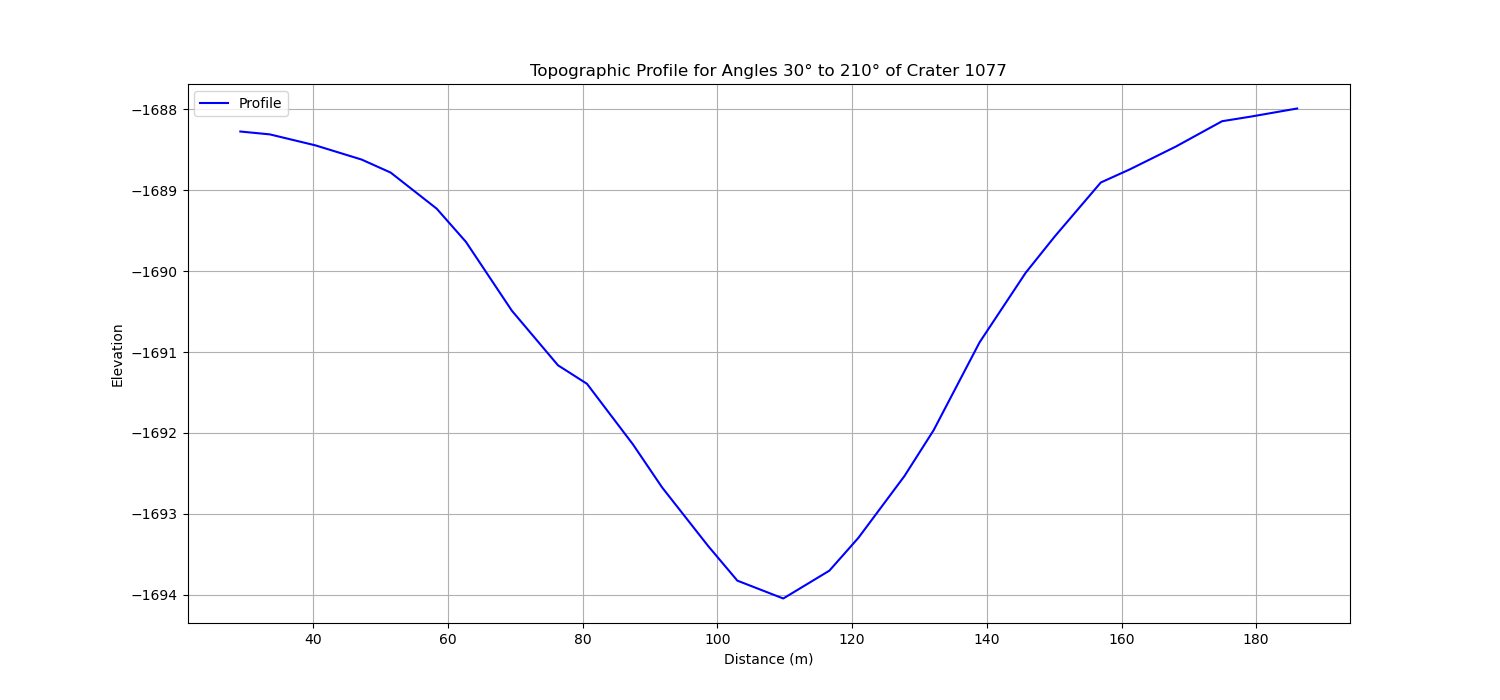 Topographic Profile for Angles 30° to 210° of Crater 1077
Profile
−1688
−1689
−1690
−1691
−1692
−1693
−1694
Elevation
40 60 80 100 120 140 160 180
Distance (m)